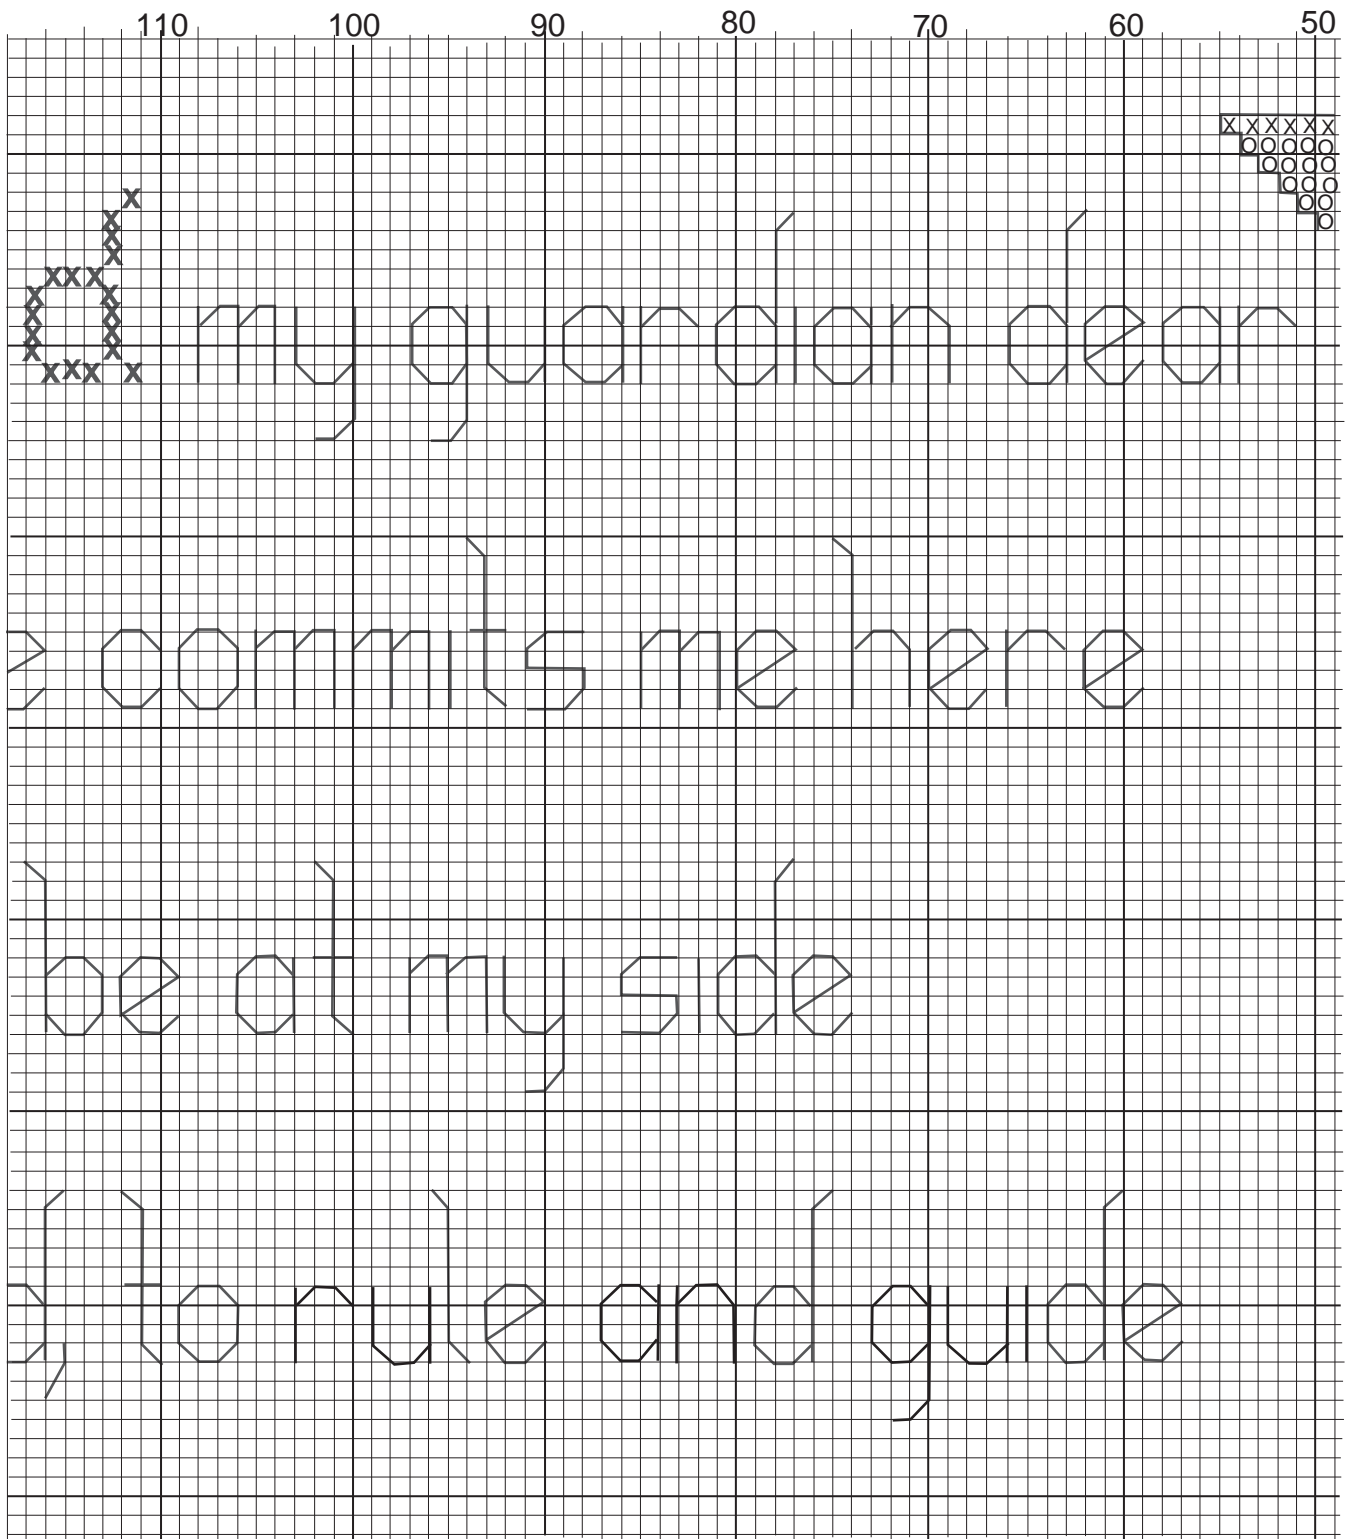 110 100 90 80 70 60 50
d my guardian dear
e commits me here
be at my side
d, to rule and guide